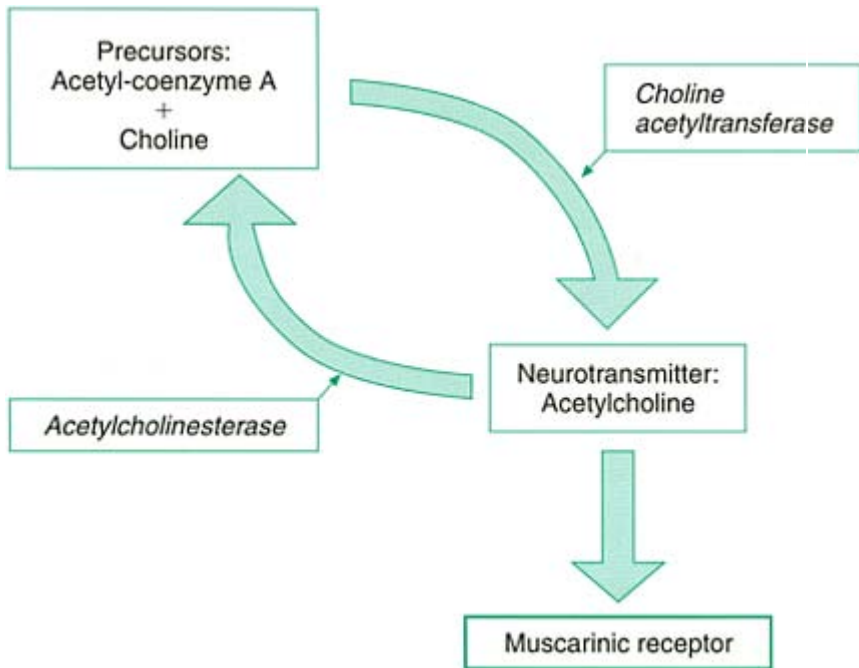 Precursors:
Acetyl-coenzyme A
+
Choline
Choline
acetyltransferase
Neurotransmitter:
Acetylcholine
Acetylcholinesterase
Muscarinic receptor